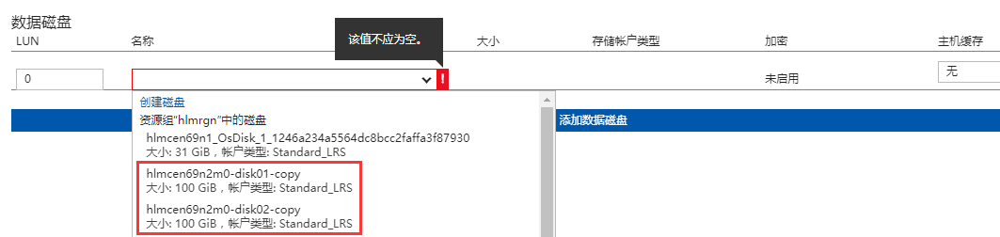 数据磁盘
LUN 名称 大小 存储帐户类型 加密 主机缓存
该值不应为空。
0 ! 未启用 无
创建磁盘
添加数据磁盘
资源组"hlmrgn"中的磁盘
hlmcen69n1_OsDisk_1_1246a234a5564dc8bcc2faffa3f87930
大小: 31 GiB，帐户类型: Standard_LRS
hlmcen69n2m0-disk01-copy
大小: 100 GiB，帐户类型: Standard_LRS
hlmcen69n2m0-disk02-copy
大小: 100 GiB，帐户类型: Standard_LRS